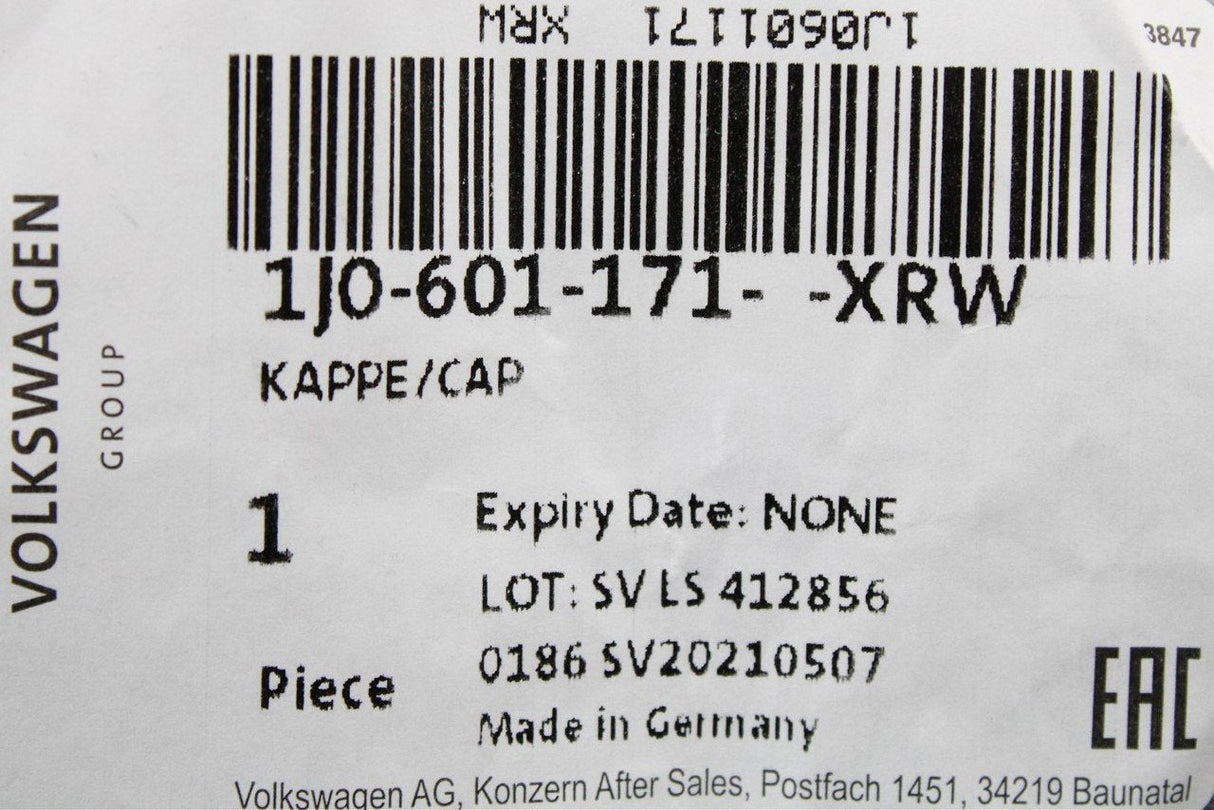 1J0601171 XRW
3847
1J0-601-171- -XRW
KAPPE/CAP
VOLKSWAGEN
GROUP
1
Piece
Expiry Date: NONE
LOT: SV LS 412856
0186 SV20210507
Made in Germany
EAC
Volkswagen AG, Konzern After Sales, Postfach 1451, 34219 Baunatal